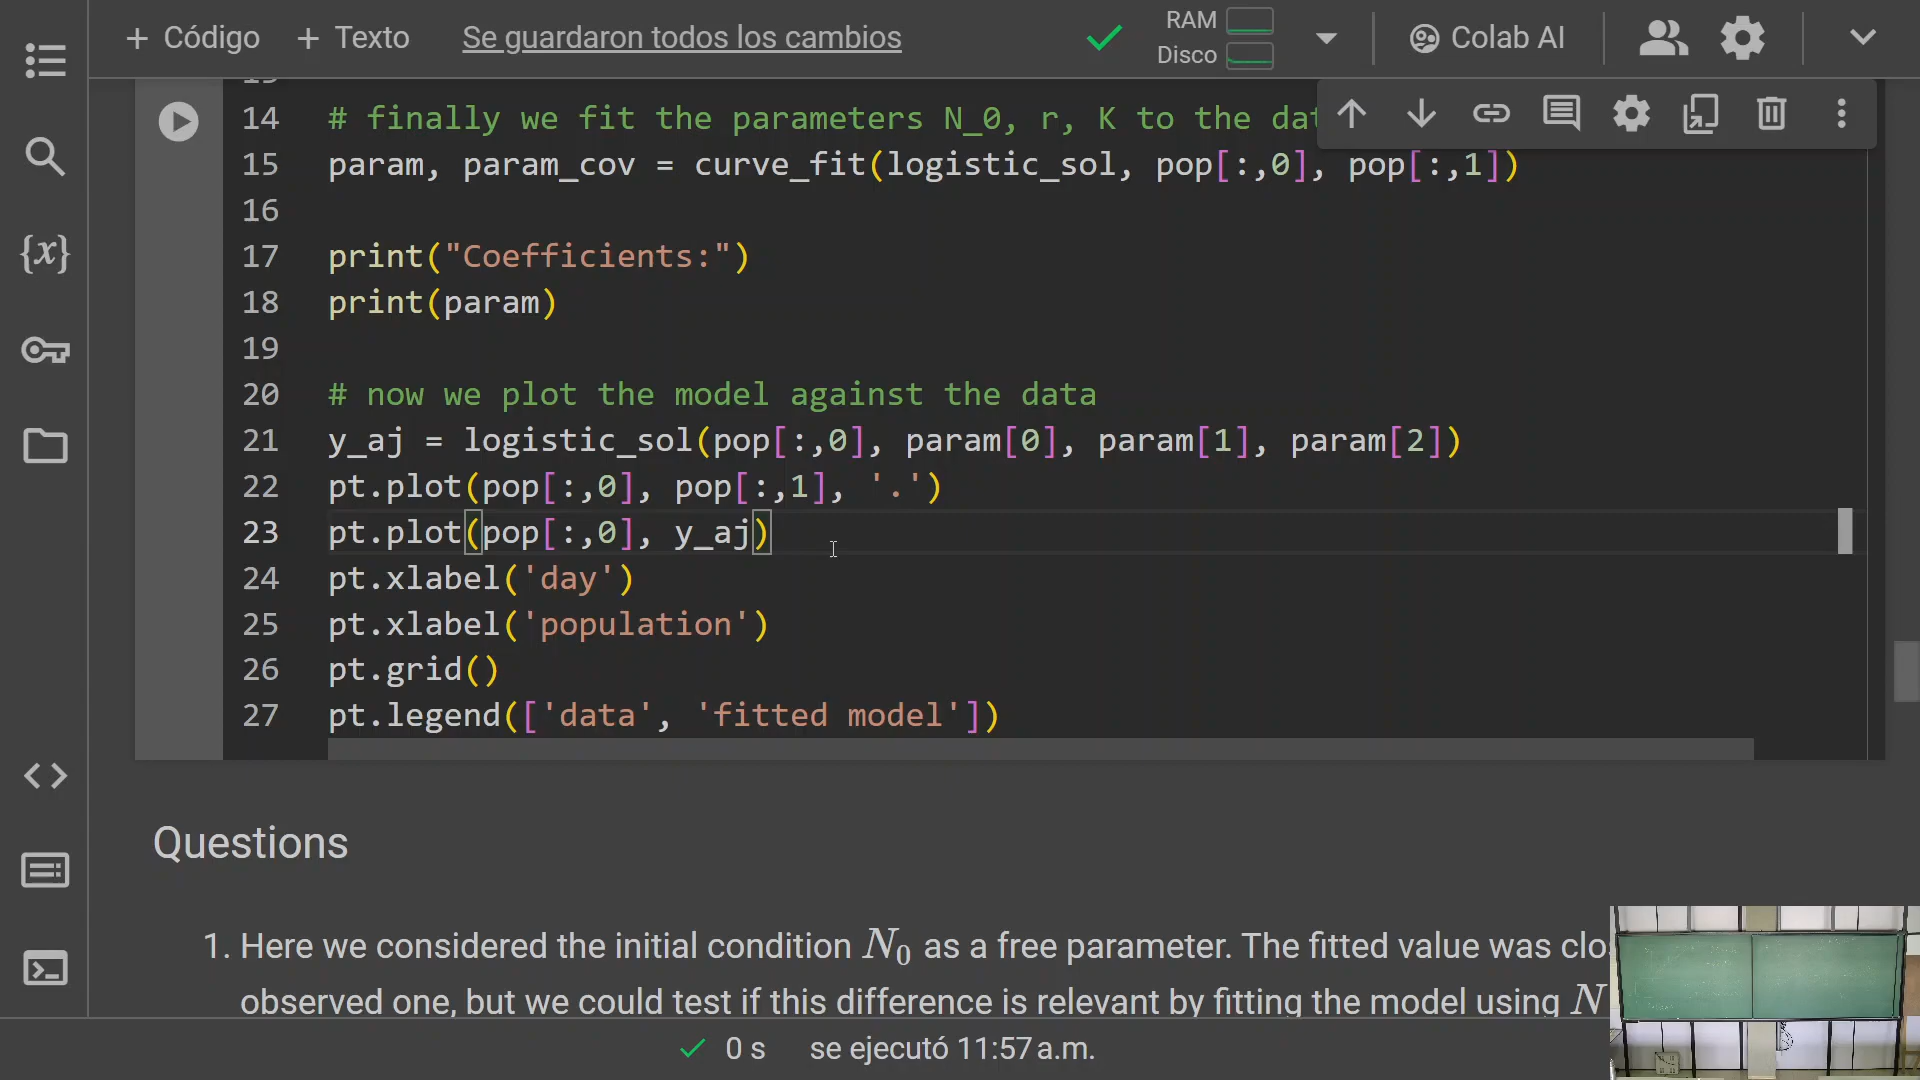 + Código + Texto Se guardaron todos los cambios RAM Disco Colab AI
{x}
14 # finally we fit the parameters N_0, r, K to the
15 param, param_cov = curve_fit(logistic_sol, pop[:,0], pop[:,1])
16
17 print("Coefficients:")
18 print(param)
19
20 # now we plot the model against the data
21 y_aj = logistic_sol(pop[:,0], param[0], param[1], param[2])
22 pt.plot(pop[:,0], pop[:,1], '.')
23 pt.plot(pop[:,0], y_aj)
24 pt.xlabel('day')
25 pt.xlabel('population')
26 pt.grid()
27 pt.legend(['data', 'fitted model'])
Questions
1. Here we considered the initial condition N₀ as a free parameter. The fitted value was
observed one, but we could test if this difference is relevant by fitting the model using N
0 s se ejecutó 11:57 a.m.